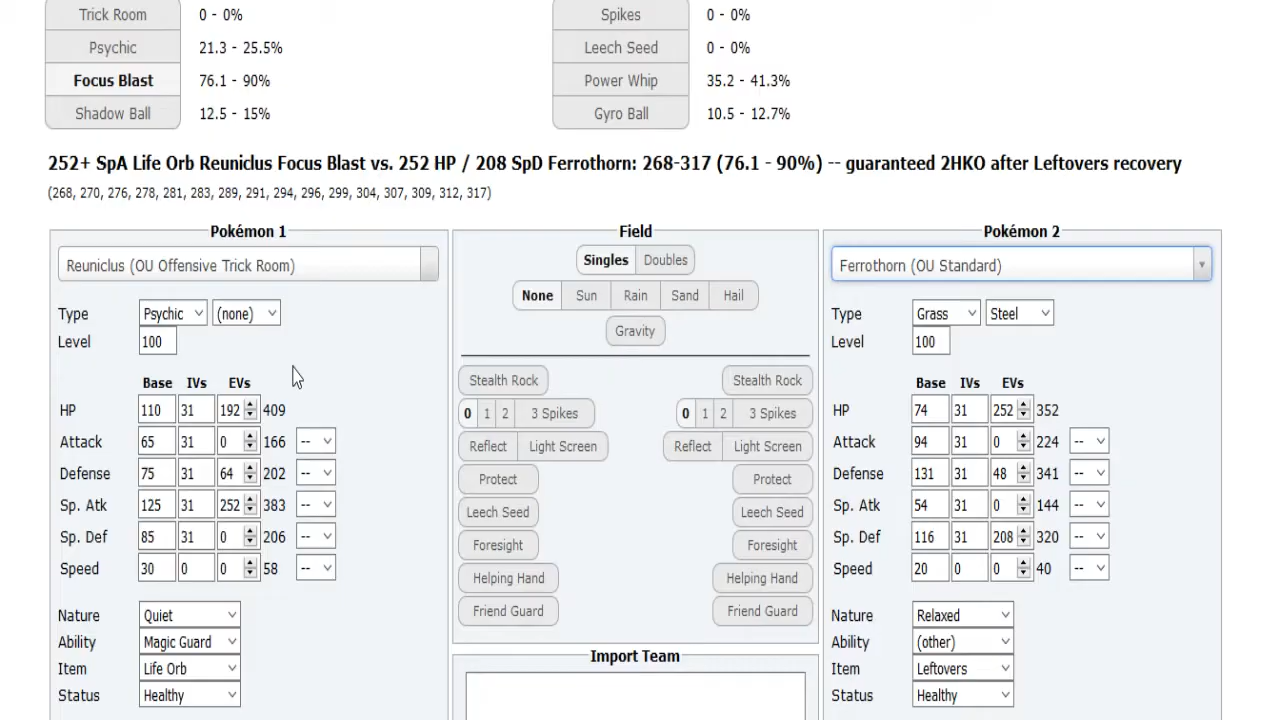 Trick Room 0 - 0% Spikes 0 - 0%
Psychic 21.3 - 25.5% Leech Seed 0 - 0%
Focus Blast 76.1 - 90% Power Whip 35.2 - 41.3%
Shadow Ball 12.5 - 15% Gyro Ball 10.5 - 12.7%
252+ SpA Life Orb Reuniclus Focus Blast vs. 252 HP / 208 SpD Ferrothorn: 268-317 (76.1 - 90%) -- guaranteed 2HKO after Leftovers recovery
(268, 270, 276, 278, 281, 283, 289, 291, 294, 296, 299, 304, 307, 309, 312, 317)
Pokémon 1
Reuniclus (OU Offensive Trick Room)
Type Psychic (none)
Level 100
Base IVs EVs
HP 110 31 192 409
Attack 65 31 0 166 --
Defense 75 31 64 202 --
Sp. Atk 125 31 252 383 --
Sp. Def 85 31 0 206 --
Speed 30 0 0 58 --
Nature Quiet
Ability Magic Guard
Item Life Orb
Status Healthy
Field
Singles Doubles
None Sun Rain Sand Hail
Gravity
Stealth Rock Stealth Rock
0 1 2 3 Spikes 0 1 2 3 Spikes
Reflect Light Screen Reflect Light Screen
Protect Protect
Leech Seed Leech Seed
Foresight Foresight
Helping Hand Helping Hand
Friend Guard Friend Guard
Import Team
Pokémon 2
Ferrothorn (OU Standard)
Type Grass Steel
Level 100
Base IVs EVs
HP 74 31 252 352
Attack 94 31 0 224 --
Defense 131 31 48 341 --
Sp. Atk 54 31 0 144 --
Sp. Def 116 31 208 320 --
Speed 20 0 0 40 --
Nature Relaxed
Ability (other)
Item Leftovers
Status Healthy